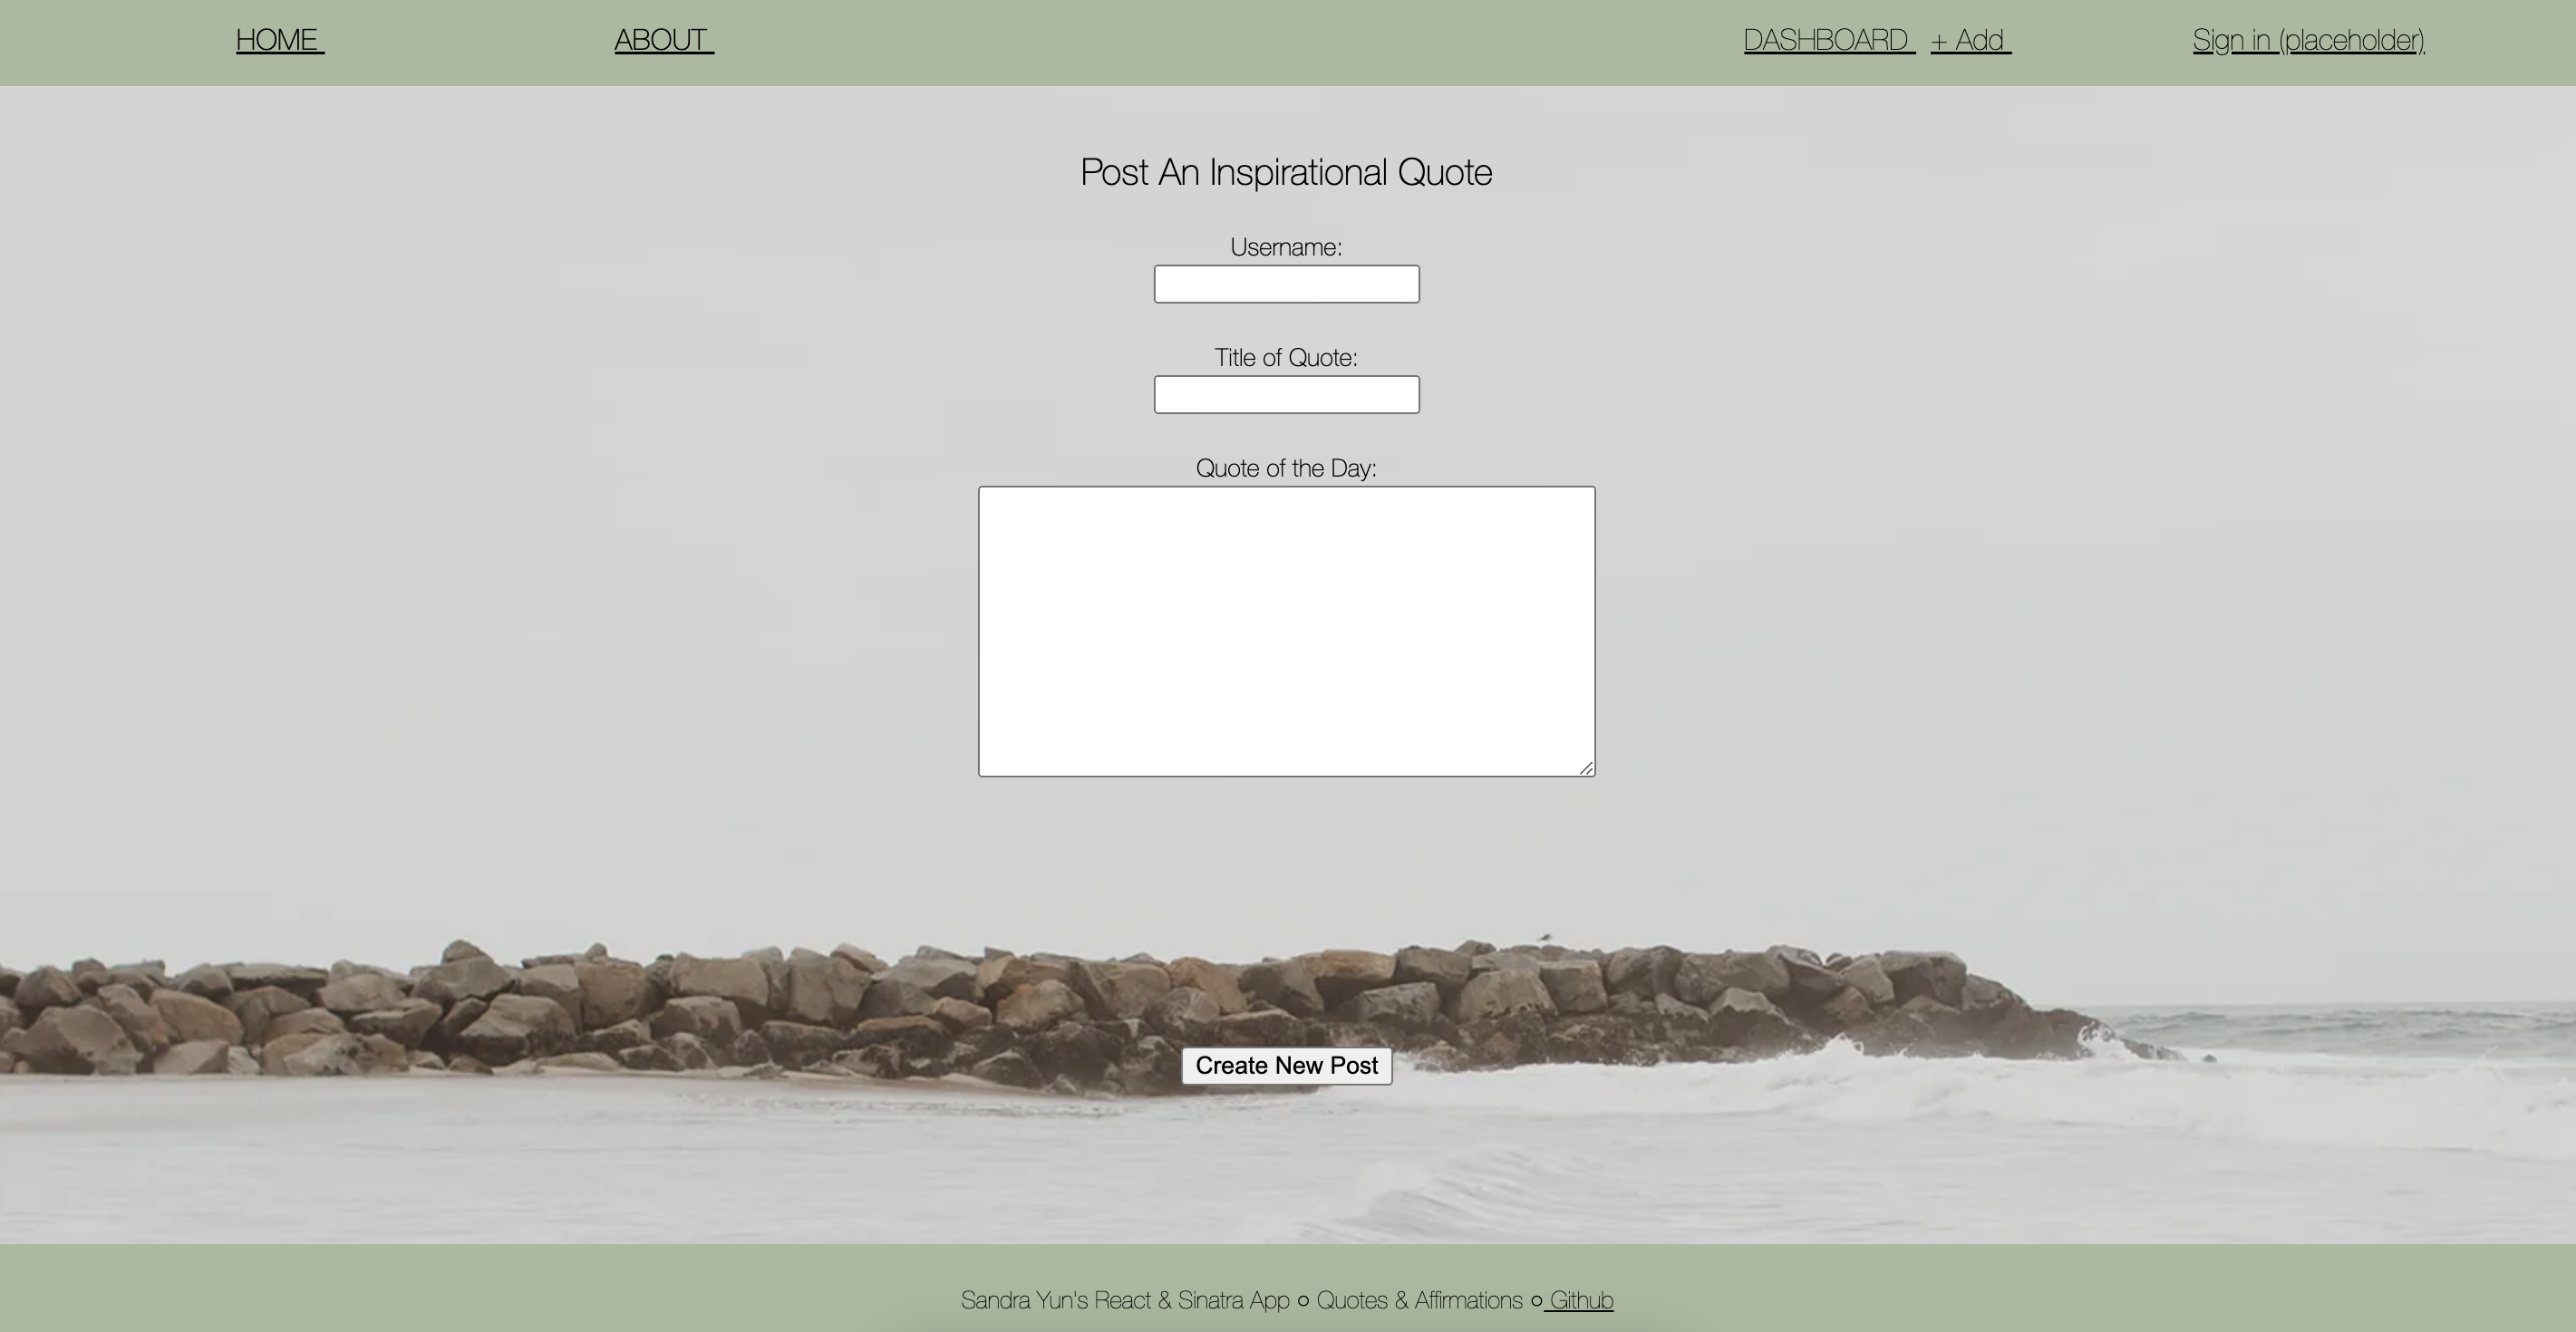 HOME ABOUT DASHBOARD + Add Sign in (placeholder)
Post An Inspirational Quote
Username:
Title of Quote:
Quote of the Day:
Create New Post
Sandra Yun's React & Sinatra App ○ Quotes & Affirmations ○ Github